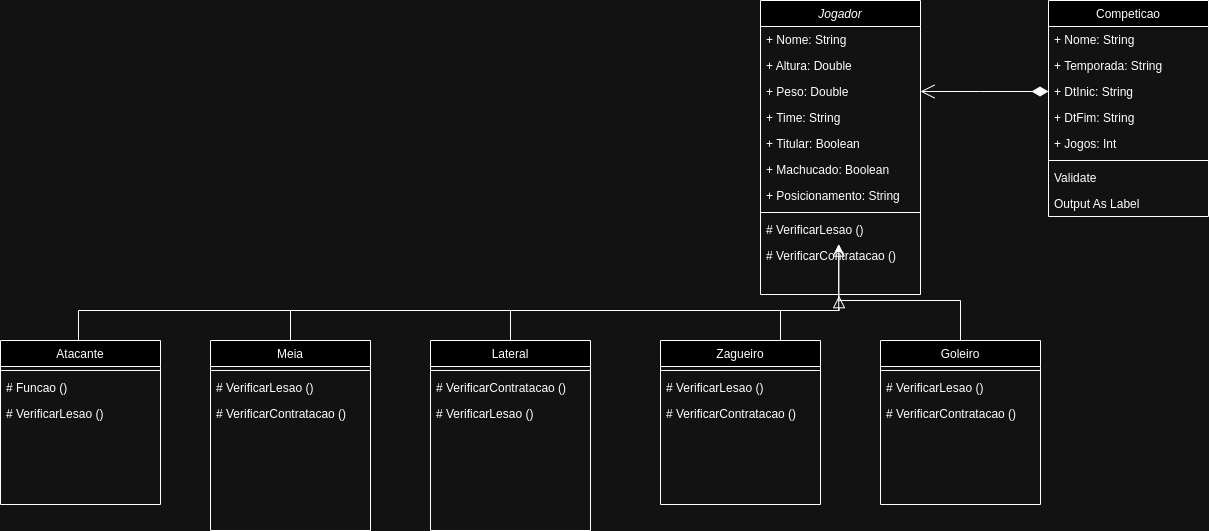 Jogador
+ Nome: String
+ Altura: Double
+ Peso: Double
+ Time: String
+ Titular: Boolean
+ Machucado: Boolean
+ Posicionamento: String
# VerificarLesao ()
# VerificarContratacao ()
Competicao
+ Nome: String
+ Temporada: String
+ DtInic: String
+ DtFim: String
+ Jogos: Int
Validate
Output As Label
Atacante
# Funcao ()
# VerificarLesao ()
Meia
# VerificarLesao ()
# VerificarContratacao ()
Lateral
# VerificarContratacao ()
# VerificarLesao ()
Zagueiro
# VerificarLesao ()
# VerificarContratacao ()
Goleiro
# VerificarLesao ()
# VerificarContratacao ()